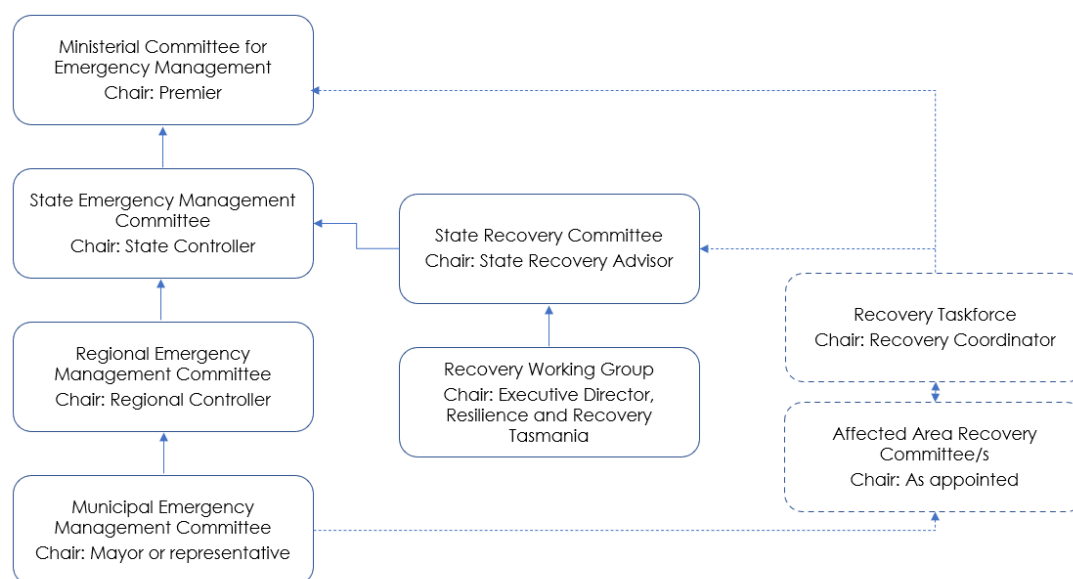 Ministerial Committee for
Emergency Management
Chair: Premier
State Emergency Management
Committee
Chair: State Controller
Regional Emergency
Management Committee
Chair: Regional Controller
Municipal Emergency
Management Committee
Chair: Mayor or representative
State Recovery Committee
Chair: State Recovery Advisor
Recovery Working Group
Chair: Executive Director,
Resilience and Recovery
Tasmania
Recovery Taskforce
Chair: Recovery Coordinator
Affected Area Recovery
Committee/s
Chair: As appointed